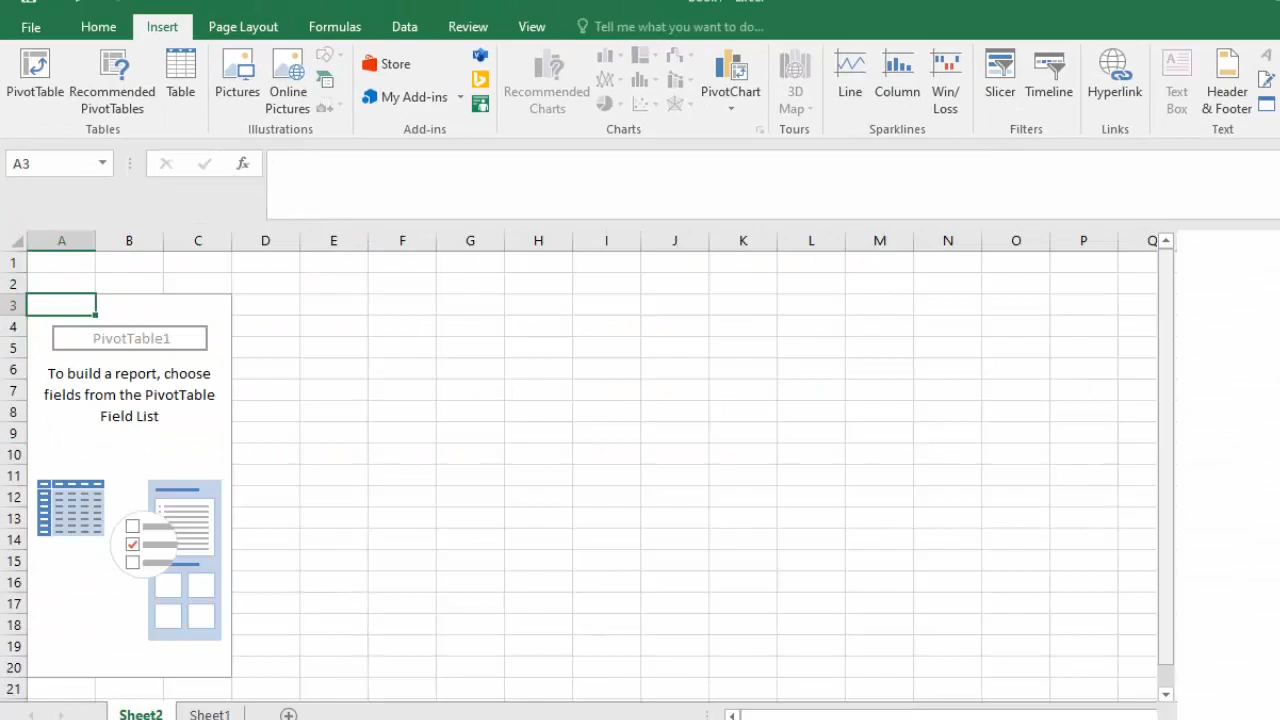 File Home Insert Page Layout Formulas Data Review View Tell me what you want to do...
PivotTable Recommended PivotTables Table
Tables
Pictures Online Pictures
Illustrations
Store
My Add-ins
Add-ins
Recommended Charts
PivotChart
Charts
3D Map
Tours
Line Column Win/Loss
Sparklines
Slicer Timeline
Filters
Hyperlink
Links
Text Box Header & Footer
Text
A3
fx
A B C D E F G H I J K L M N O P Q
1
2
3
4
PivotTable1
5
6
To build a report, choose
7
fields from the PivotTable
8
Field List
9
10
11
12
13
14
15
16
17
18
19
20
21
Sheet2 Sheet1